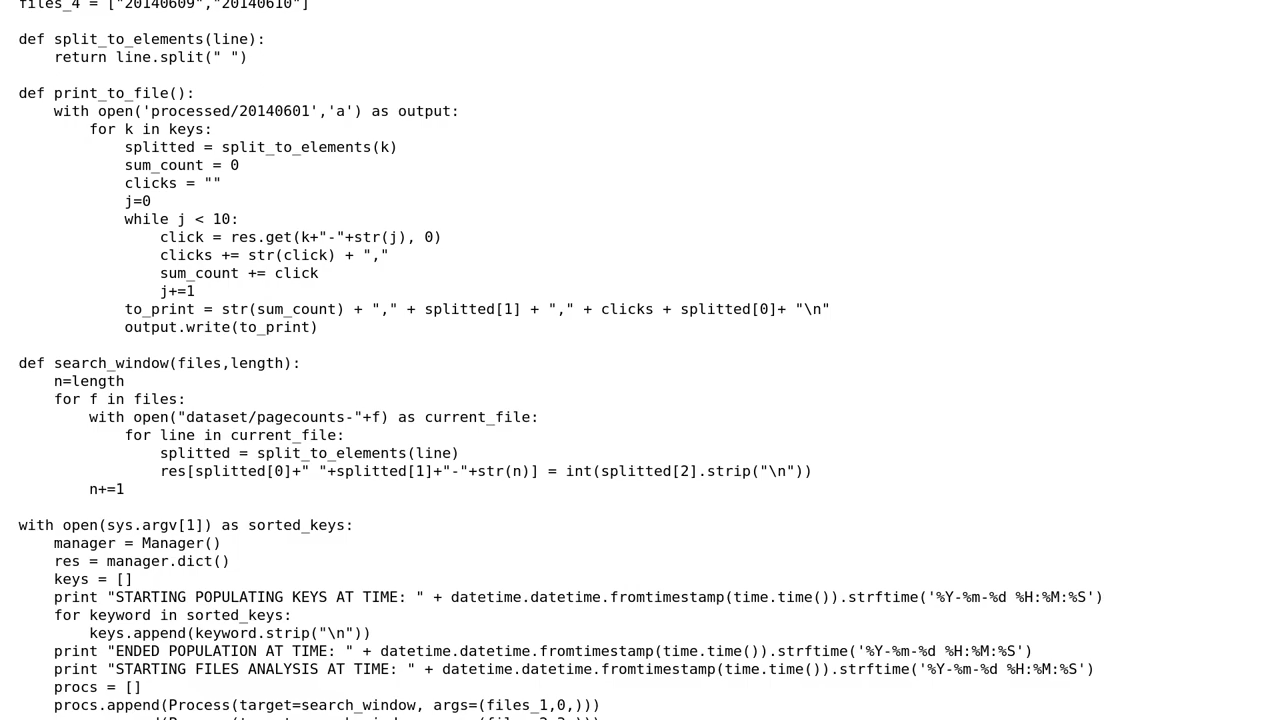 files_4 = ["20140609","20140610"]
def split_to_elements(line):
    return line.split(" ")
def print_to_file():
    with open('processed/20140601','a') as output:
        for k in keys:
            splitted = split_to_elements(k)
            sum_count = 0
            clicks = ""
            j=0
            while j < 10:
                click = res.get(k+"-"+str(j), 0)
                clicks += str(click) + ","
                sum_count += click
                j+=1
            to_print = str(sum_count) + "," + splitted[1] + "," + clicks + splitted[0]+ "\n"
            output.write(to_print)
def search_window(files,length):
    n=length
    for f in files:
        with open("dataset/pagecounts-"+f) as current_file:
            for line in current_file:
                splitted = split_to_elements(line)
                res[splitted[0]+" "+splitted[1]+"-"+str(n)] = int(splitted[2].strip("\n"))
        n+=1
with open(sys.argv[1]) as sorted_keys:
    manager = Manager()
    res = manager.dict()
    keys = []
    print "STARTING POPULATING KEYS AT TIME: " + datetime.datetime.fromtimestamp(time.time()).strftime('%Y-%m-%d %H:%M:%S')
    for keyword in sorted_keys:
        keys.append(keyword.strip("\n"))
    print "ENDED POPULATION AT TIME: " + datetime.datetime.fromtimestamp(time.time()).strftime('%Y-%m-%d %H:%M:%S')
    print "STARTING FILES ANALYSIS AT TIME: " + datetime.datetime.fromtimestamp(time.time()).strftime('%Y-%m-%d %H:%M:%S')
    procs = []
    procs.append(Process(target=search_window, args=(files_1,0,)))